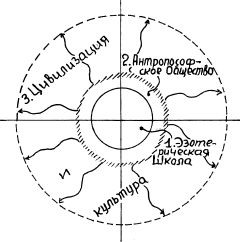 3. Цивилизация
2. Антропософ-
ское Общество
1. Эзоте-
рическая
Школа
и
культура